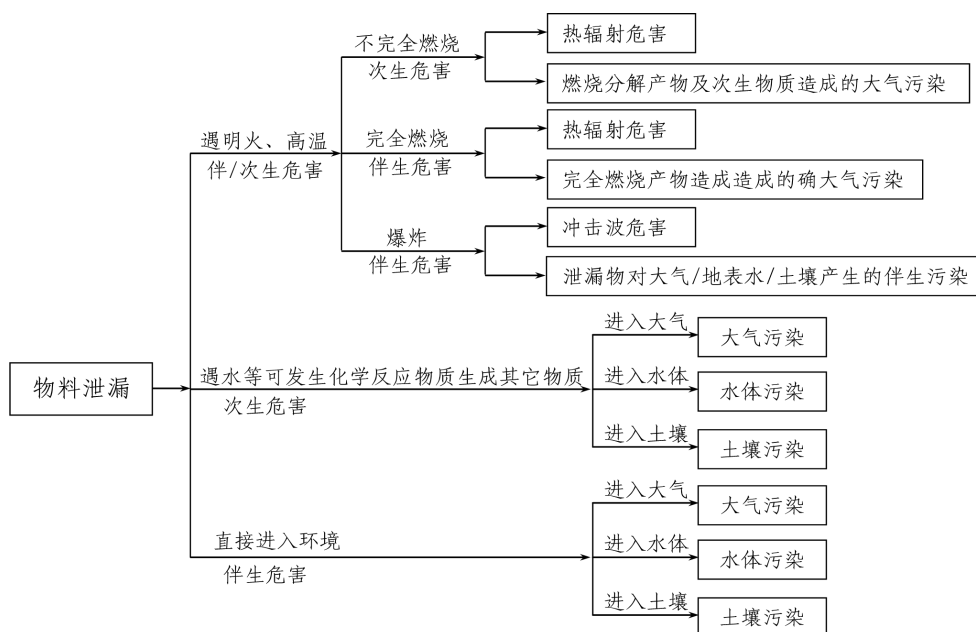 不完全燃烧
次生危害
热辐射危害
燃烧分解产物及次生物质造成的大气污染
遇明火、高温
伴/次生危害
完全燃烧
伴生危害
热辐射危害
完全燃烧产物造成造成的确大气污染
爆炸
伴生危害
冲击波危害
泄漏物对大气/地表水/土壤产生的伴生污染
物料泄漏
遇水等可发生化学反应物质生成其它物质
次生危害
进入大气
大气污染
进入水体
水体污染
进入土壤
土壤污染
直接进入环境
伴生危害
进入大气
大气污染
进入水体
水体污染
进入土壤
土壤污染